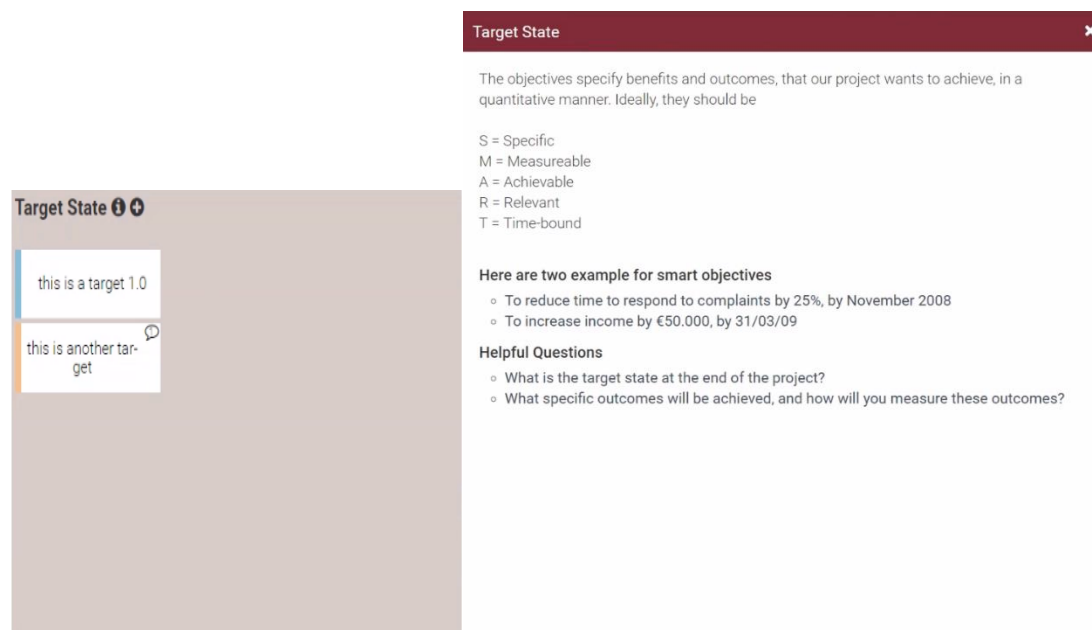 Target State
this is a target 1.0
this is another tar-
get
Target State
The objectives specify benefits and outcomes, that our project wants to achieve, in a
quantitative manner. Ideally, they should be
S = Specific
M = Measureable
A = Achievable
R = Relevant
T = Time-bound
Here are two example for smart objectives
To reduce time to respond to complaints by 25%, by November 2008
To increase income by €50.000, by 31/03/09
Helpful Questions
What is the target state at the end of the project?
What specific outcomes will be achieved, and how will you measure these outcomes?